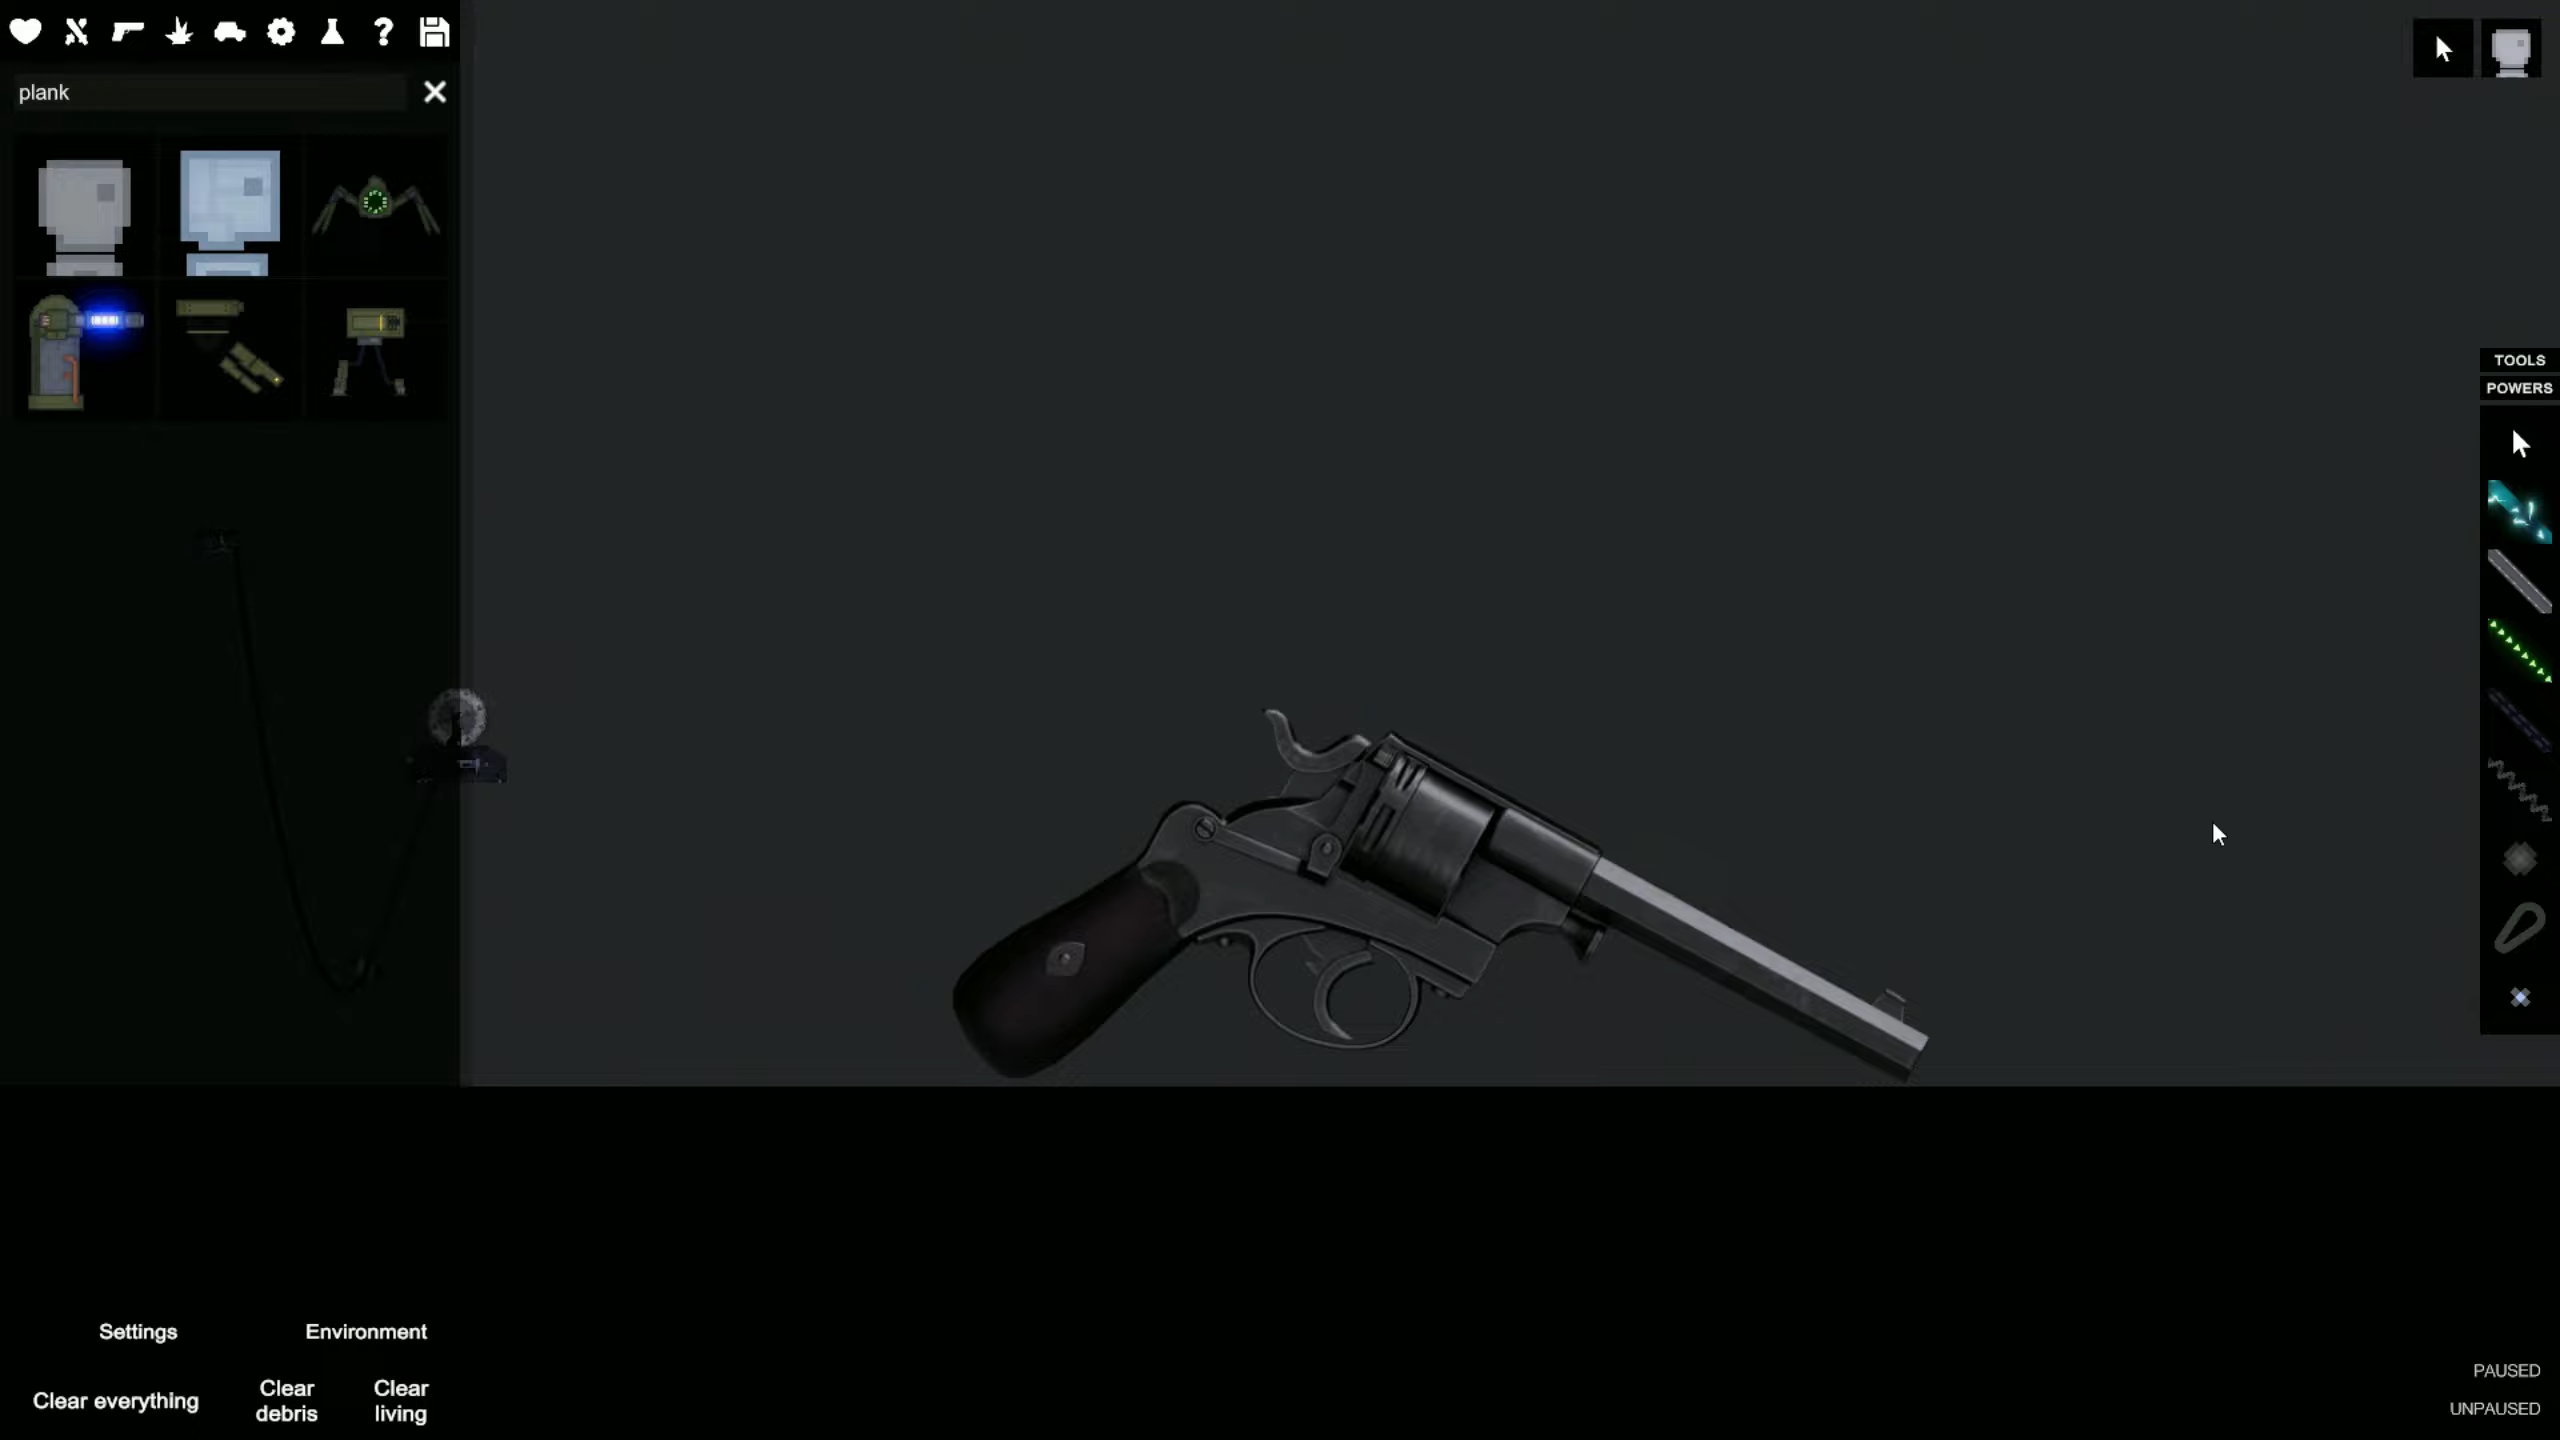 plank
TOOLS
POWERS
Settings
Environment
Clear everything
Clear
debris
Clear
living
PAUSED
UNPAUSED